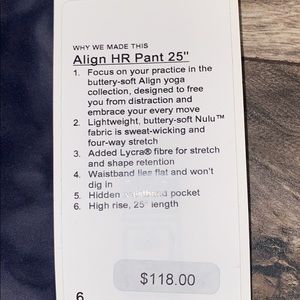 WHY WE MADE THIS
Align HR Pant 25"
1. Focus on your practice in the
buttery-soft Align yoga
collection, designed to free
you from distraction and
embrace your every move
2. Lightweight, buttery-soft Nulu™
fabric is sweat-wicking and
four-way stretch
3. Added Lycra® fibre for stretch
and shape retention
4. Waistband lies flat and won't
dig in
5. Hidden waistband pocket
6. High rise, 25" length
$118.00
6